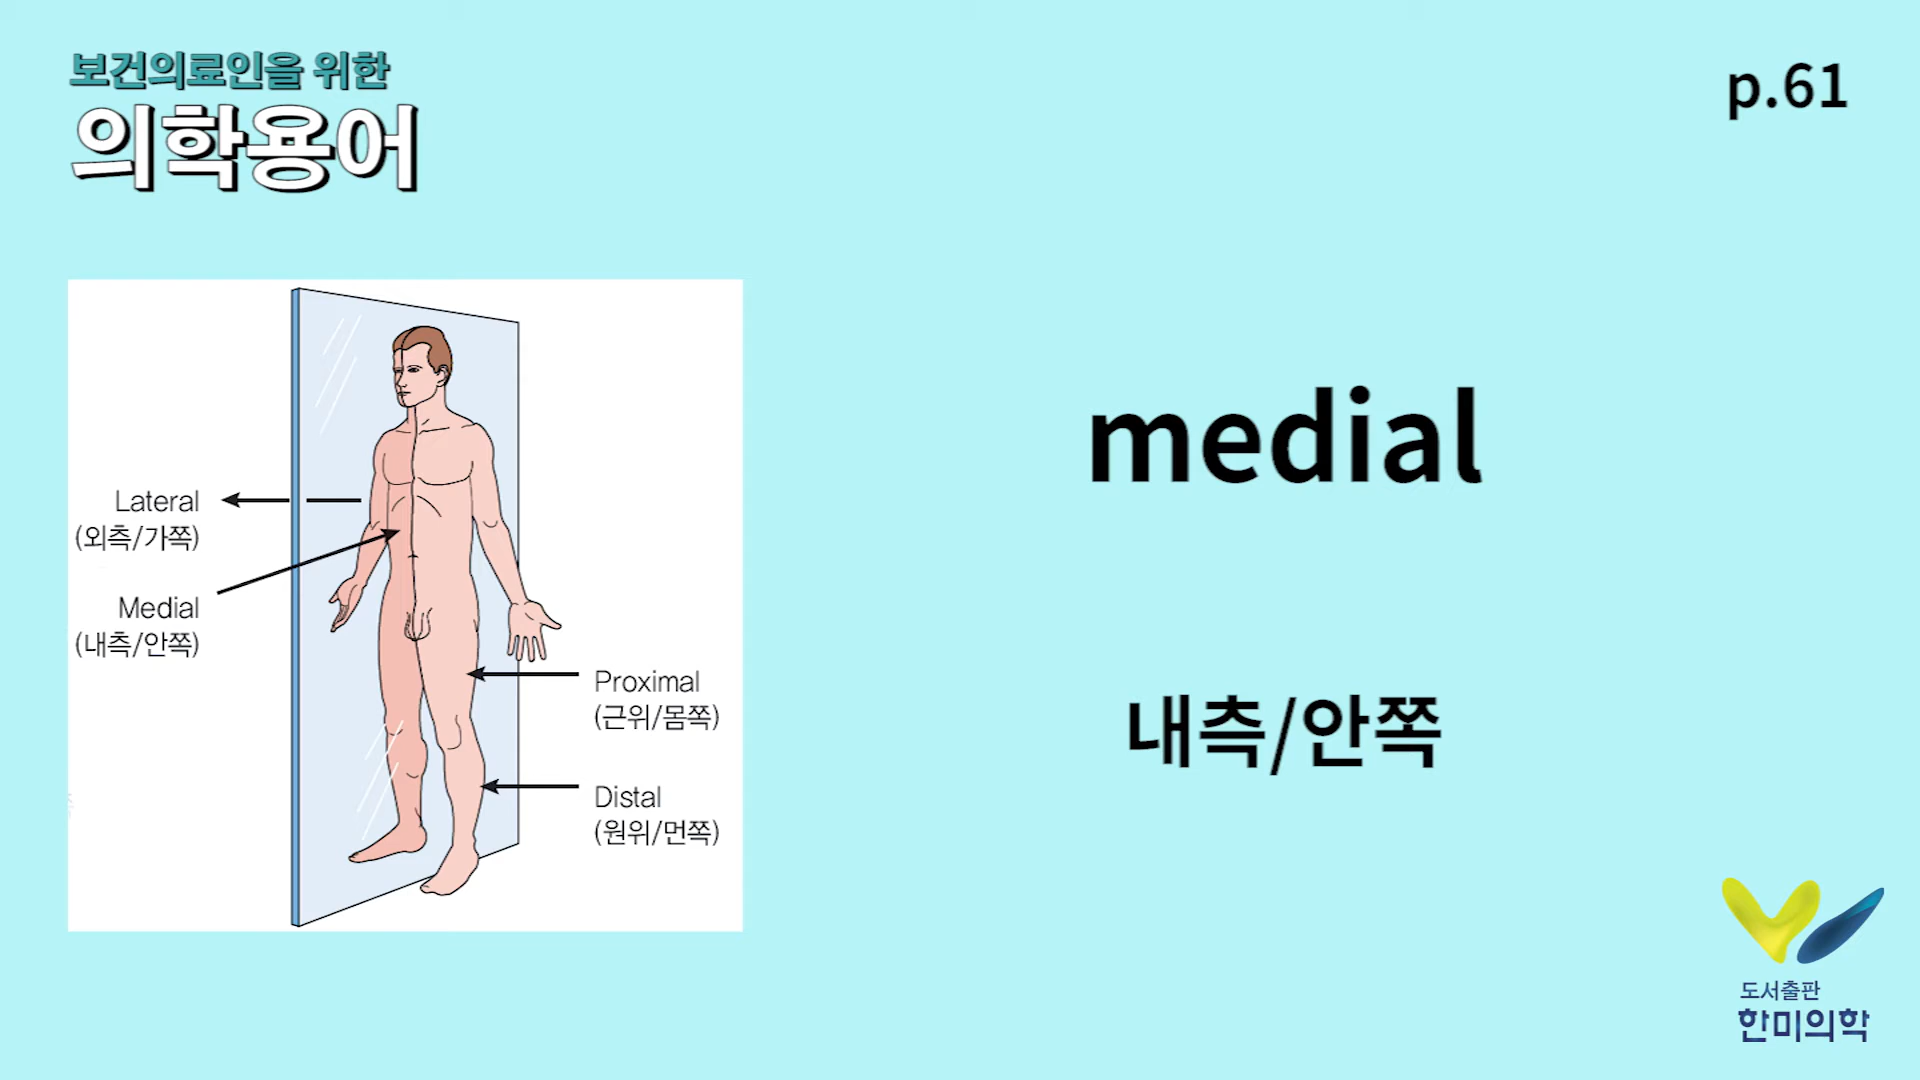 보건의료인을 위한
의학용어
p.61
Lateral
(외측/가쪽)
Medial
(내측/안쪽)
Proximal
(근위/몸쪽)
Distal
(원위/먼쪽)
medial
내측/안쪽
도서출판
한미의학